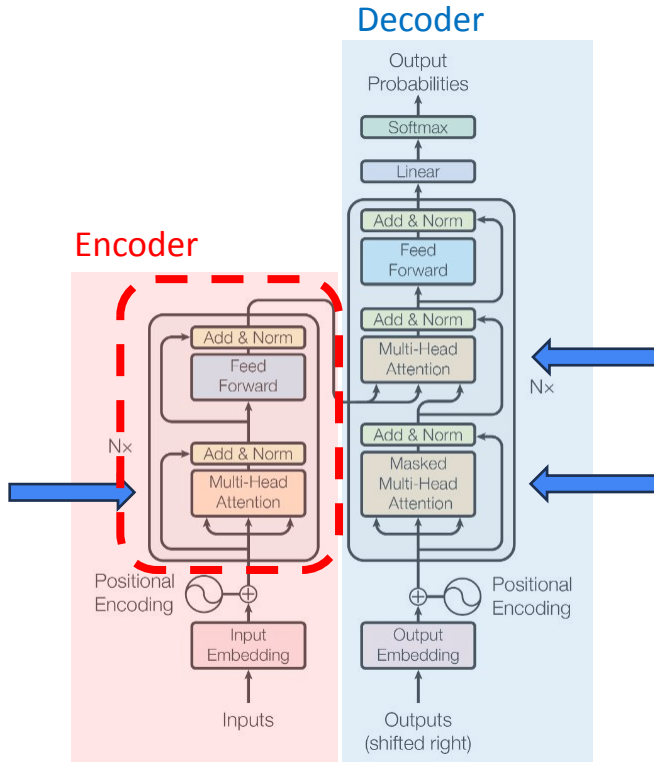 Decoder
Output
Probabilities
Softmax
Linear
Add & Norm
Feed
Forward
Add & Norm
Multi-Head
Attention
N×
Add & Norm
Masked
Multi-Head
Attention
Positional
Encoding
Output
Embedding
Outputs
(shifted right)
Encoder
Add & Norm
Feed
Forward
N×
Add & Norm
Multi-Head
Attention
Positional
Encoding
Input
Embedding
Inputs